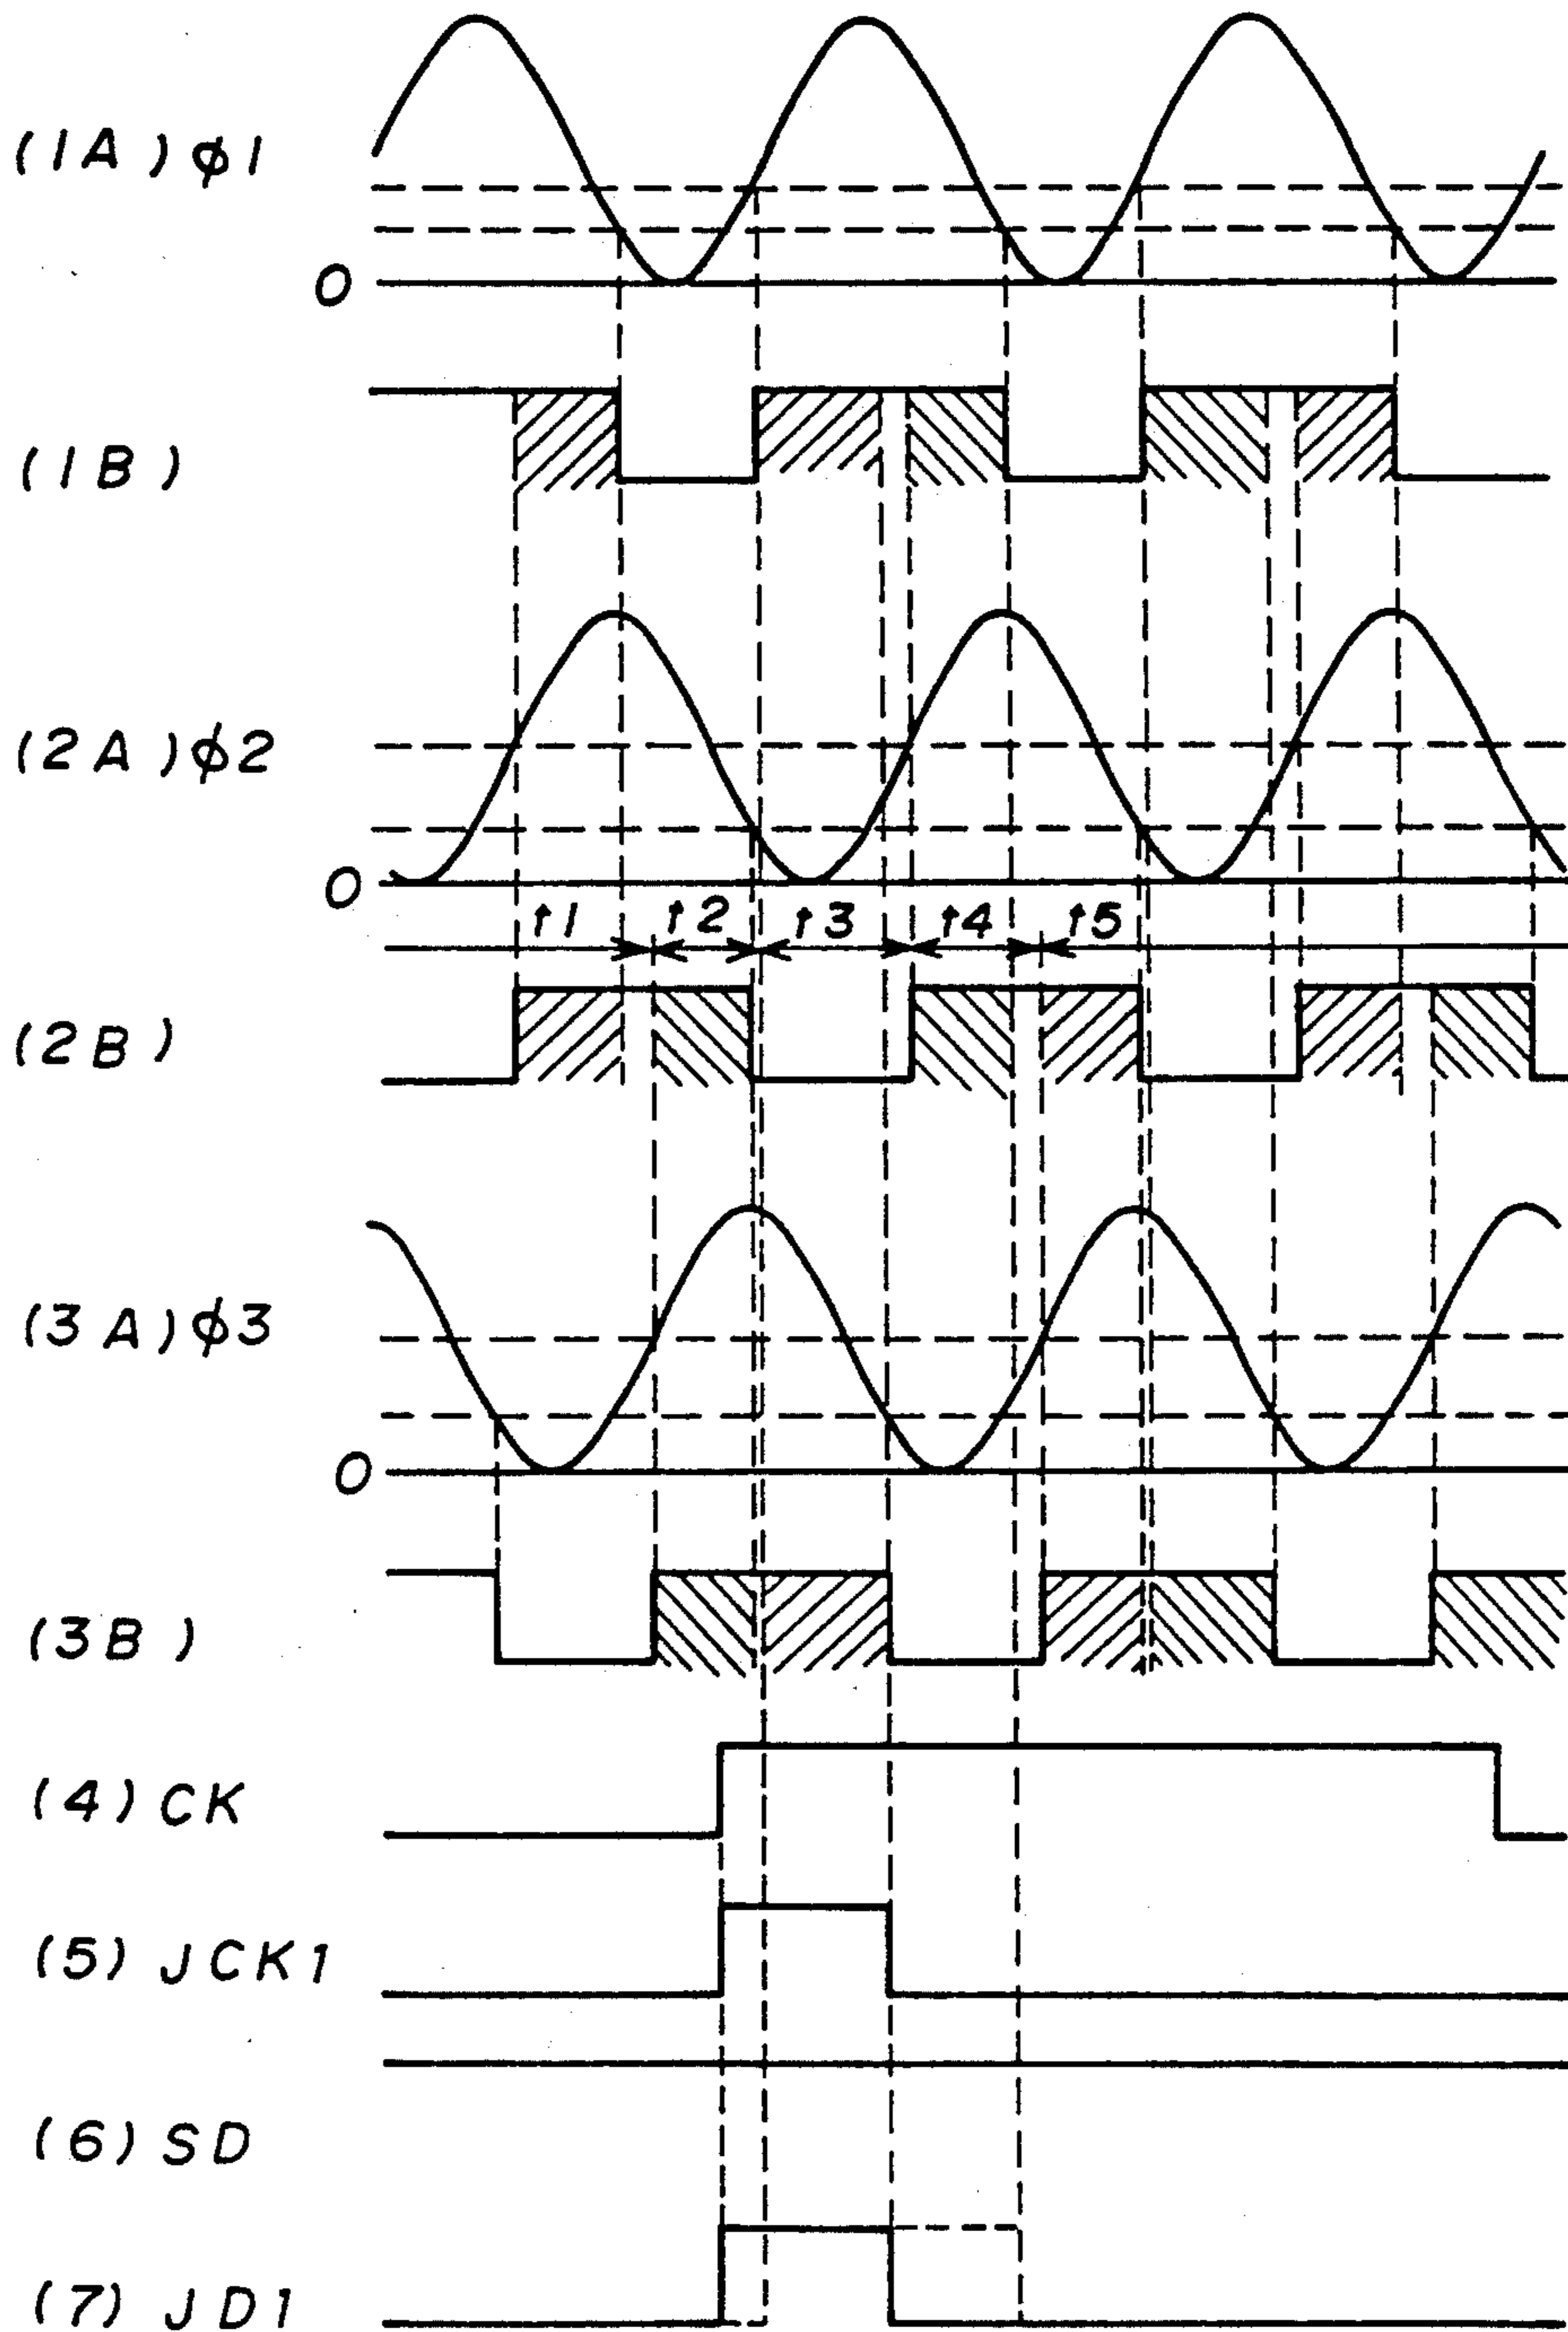 (1A) φ1
0
(1B)
(2A) φ2
0
t1 t2 t3 t4 t5
(2B)
(3A) φ3
0
(3B)
(4) CK
(5) JCK1
(6) SD
(7) JD1